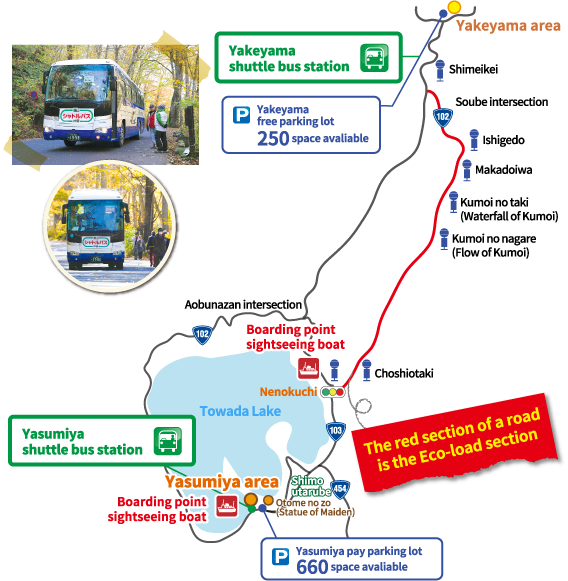 Yakeyama area
Yakeyama
shuttle bus station
Shimeikei
P
Yakeyama
free parking lot
250 space avaliable
Soube intersection
102
Ishigedo
Makadoiwa
シャトルバス
Kumoi no taki
(Waterfall of Kumoi)
Kumoi no nagare
(Flow of Kumoi)
シャトルバス
Aobunazan intersection
102
Boarding point
sightseeing boat
Choshiotaki
Nenokuchi
Towada Lake
The red section of a road
is the Eco-load section
103
Yasumiya
shuttle bus station
Yasumiya area
Shimo
utarube
454
Boarding point
sightseeing boat
Otome no zo
(Statue of Maiden)
P
Yasumiya pay parking lot
660 space avaliable